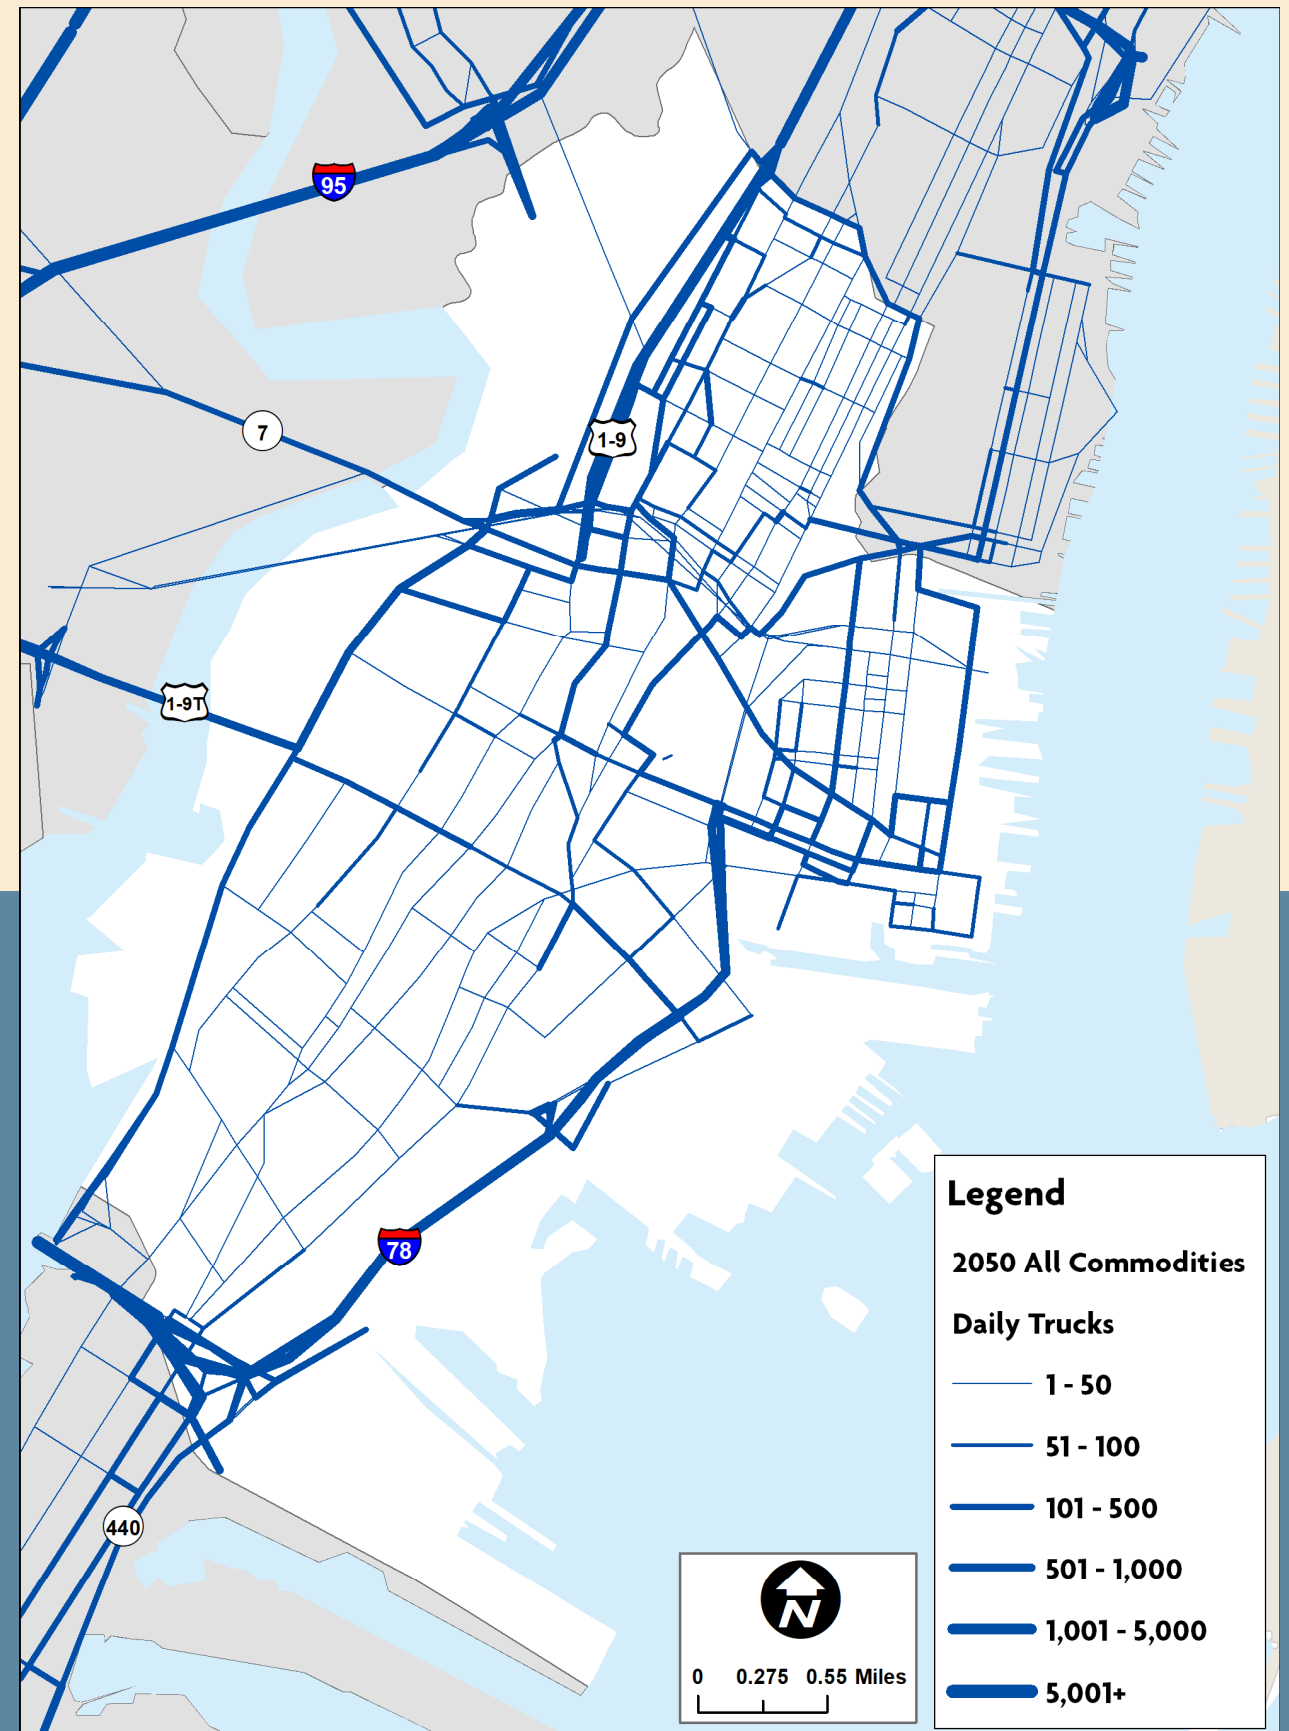 95
7
1-9
1-9T
78
440
Legend
2050 All Commodities
Daily Trucks
1 - 50
51 - 100
101 - 500
501 - 1,000
1,001 - 5,000
5,001+
N
0 0.275 0.55 Miles